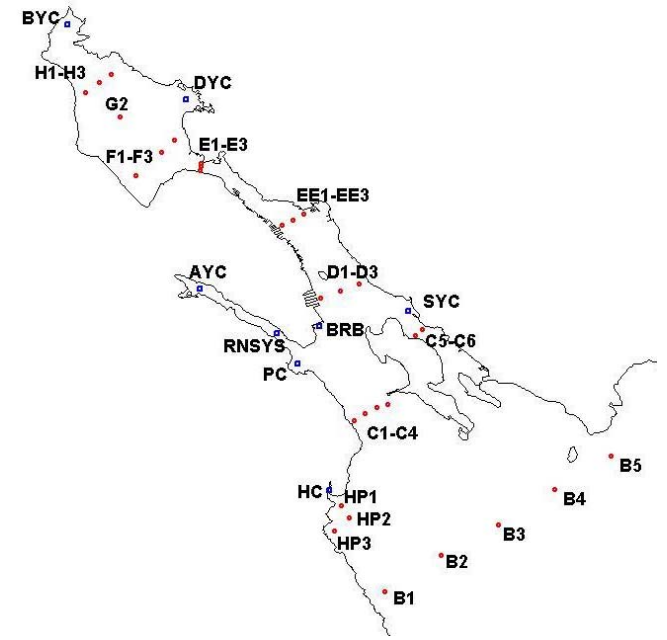 BYC
H1-H3
DYC
G2
E1-E3
F1-F3
EE1-EE3
AYC
D1-D3
SYC
BRB
RNSYS
C5-C6
PC
C1-C4
B5
HC
HP1
B4
HP2
B3
HP3
B2
B1